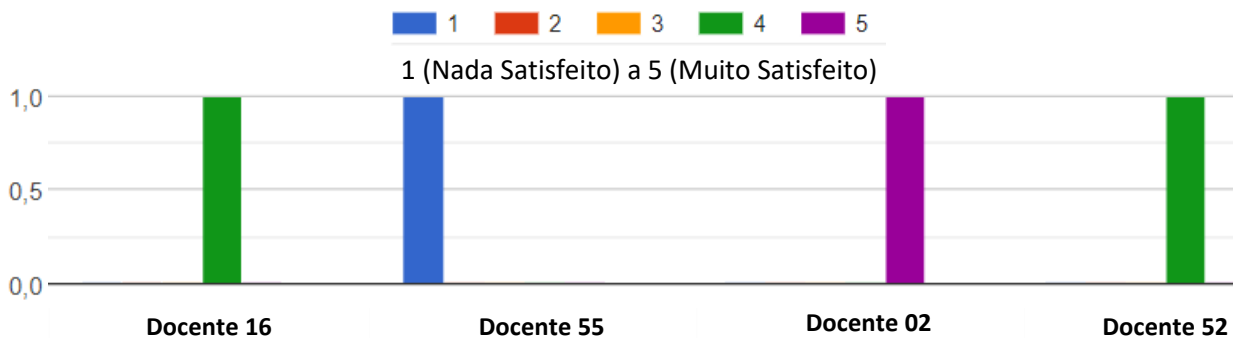 1 2 3 4 5
1 (Nada Satisfeito) a 5 (Muito Satisfeito)
1,0
0,5
0,0
Docente 16 Docente 55 Docente 02 Docente 52